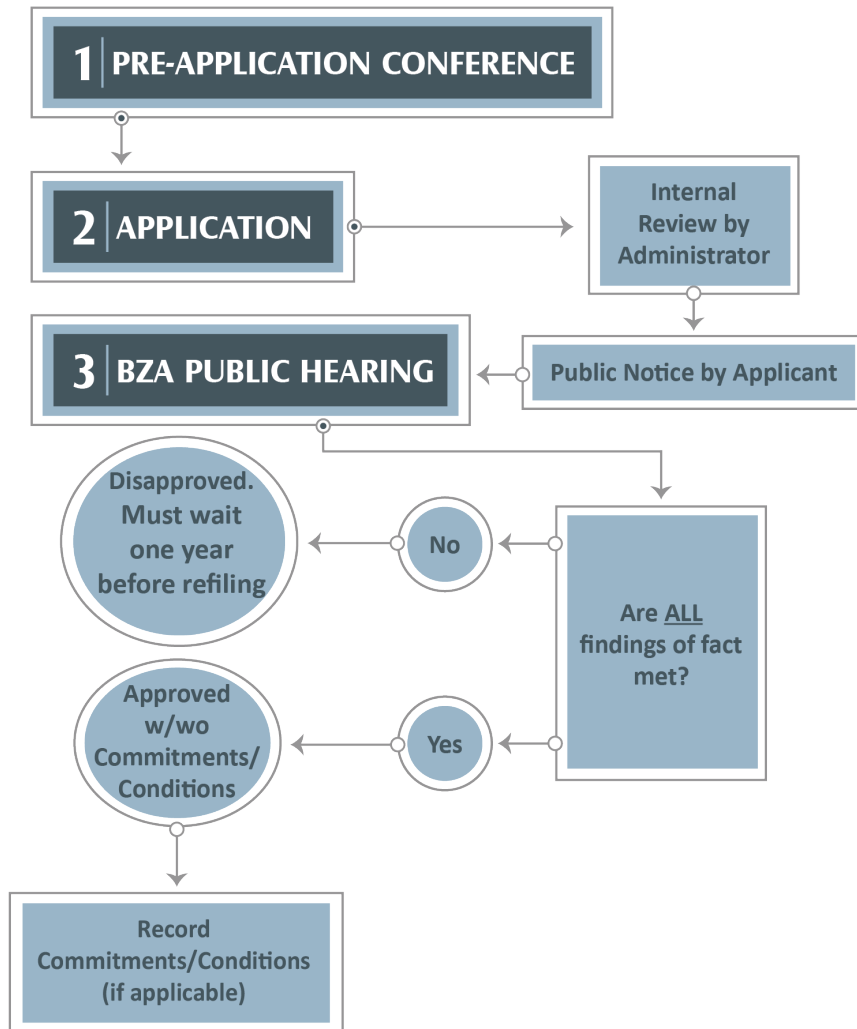 1 PRE-APPLICATION CONFERENCE
2 APPLICATION
Internal
Review by
Administrator
Public Notice by Applicant
3 BZA PUBLIC HEARING
Are ALL
findings of fact
met?
No
Disapproved.
Must wait
one year
before refiling
Yes
Approved
w/wo
Commitments/
Conditions
Record
Commitments/Conditions
(if applicable)